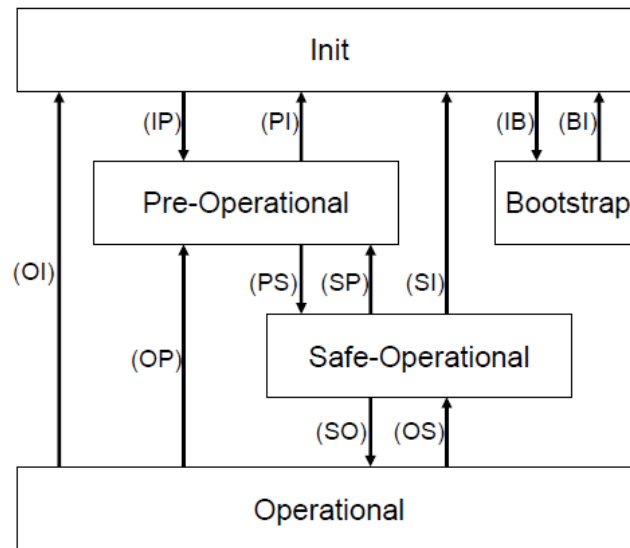 Init
(IP) (PI) (IB) (BI)
Pre-Operational Bootstrap
(OI) (PS) (SP) (SI)
(OP) Safe-Operational
(SO) (OS)
Operational